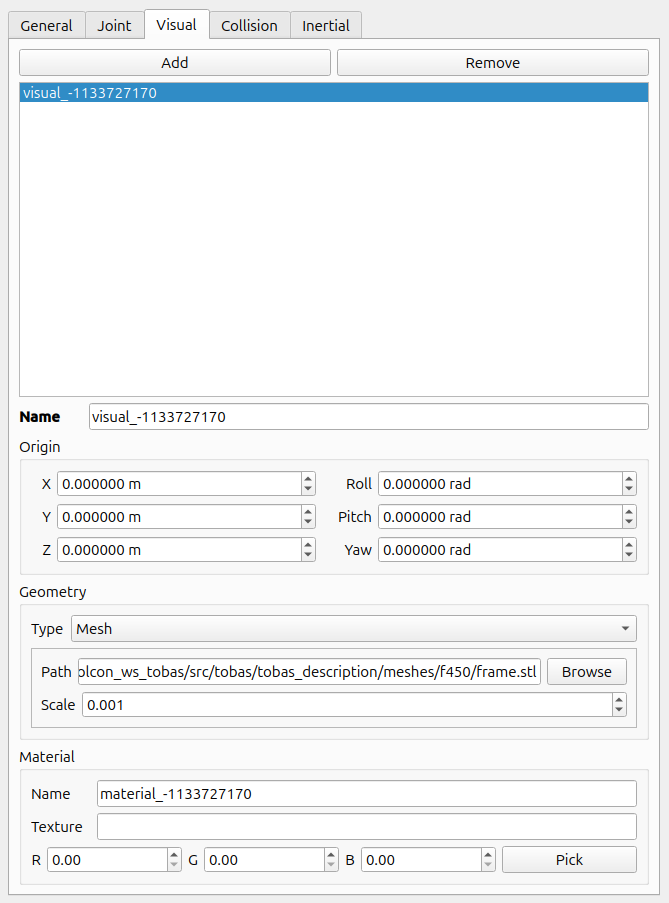 General Joint Visual Collision Inertial
Add Remove
visual_-1133727170
Name visual_-1133727170
Origin
X 0.000000 m Roll 0.000000 rad
Y 0.000000 m Pitch 0.000000 rad
Z 0.000000 m Yaw 0.000000 rad
Geometry
Type Mesh
Path olcon_ws_tobas/src/tobas/tobas_description/meshes/f450/frame.stl Browse
Scale 0.001
Material
Name material_-1133727170
Texture
R 0.00 G 0.00 B 0.00 Pick